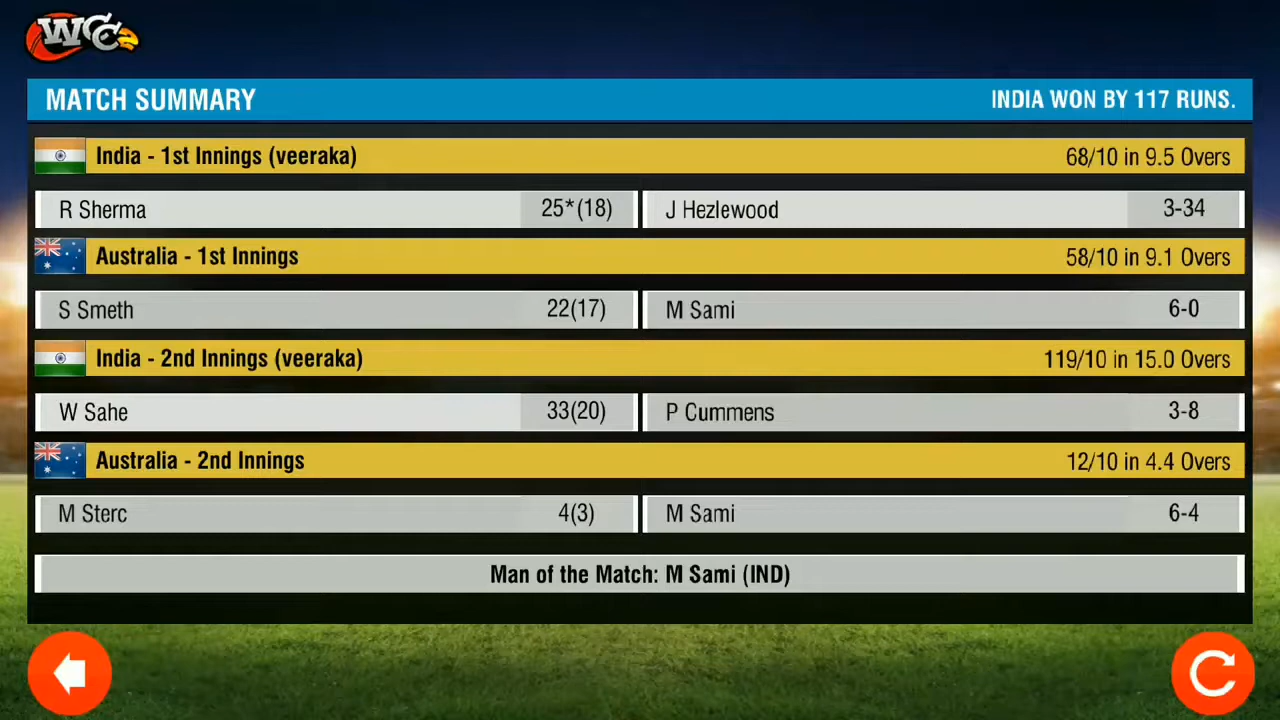 WCC
MATCH SUMMARY INDIA WON BY 117 RUNS.
India - 1st Innings (veeraka) 68/10 in 9.5 Overs
R Sherma 25*(18) J Hezlewood 3-34
Australia - 1st Innings 58/10 in 9.1 Overs
S Smeth 22(17) M Sami 6-0
India - 2nd Innings (veeraka) 119/10 in 15.0 Overs
W Sahe 33(20) P Cummens 3-8
Australia - 2nd Innings 12/10 in 4.4 Overs
M Sterc 4(3) M Sami 6-4
Man of the Match: M Sami (IND)